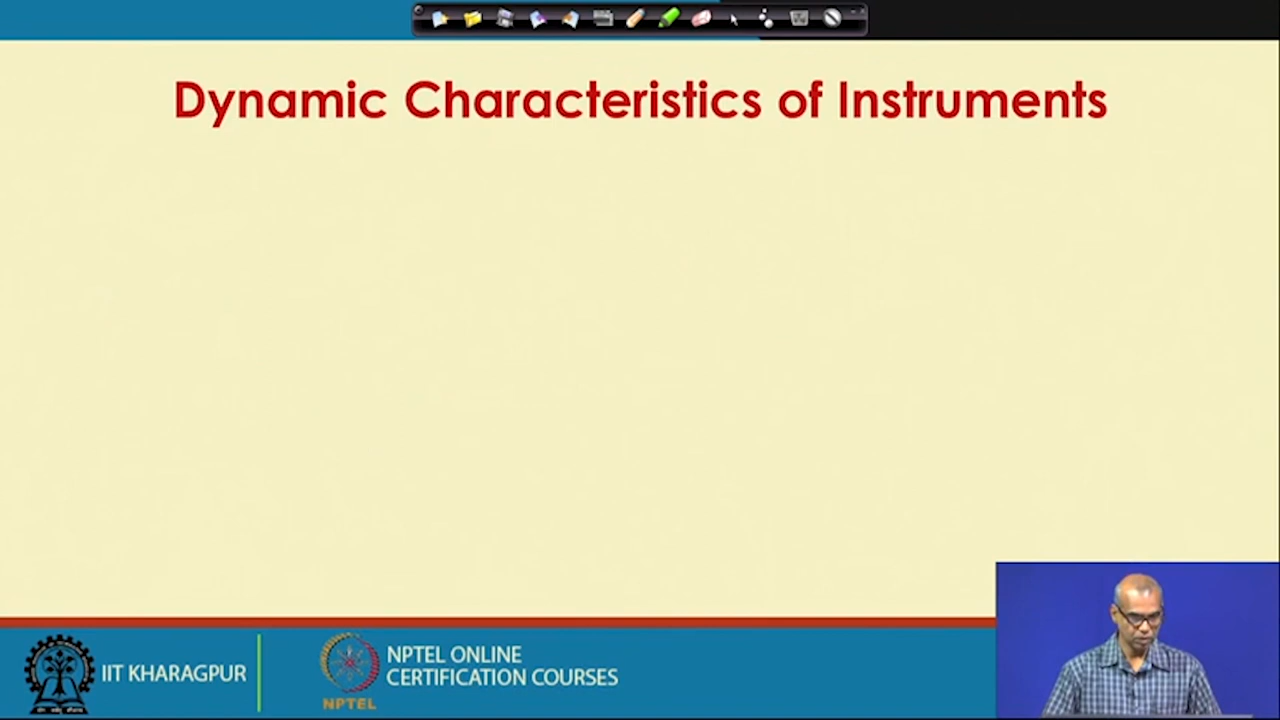 Dynamic Characteristics of Instruments
IIT KHARAGPUR
NPTEL ONLINE
CERTIFICATION COURSES
NPTEL